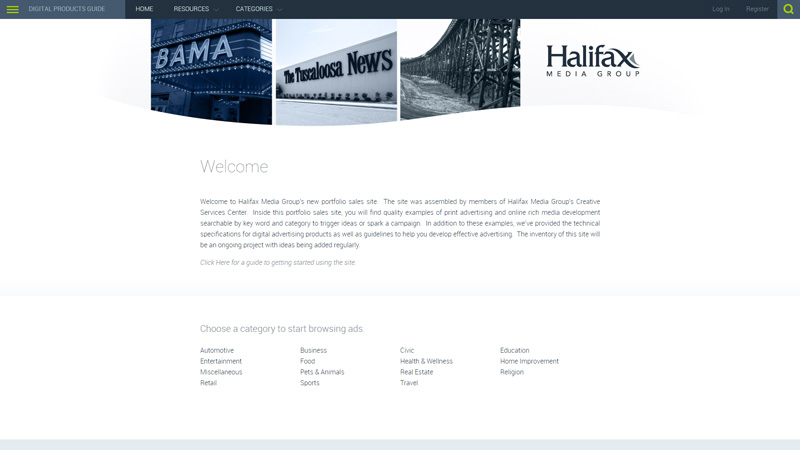 DIGITAL PRODUCTS GUIDE HOME RESOURCES CATEGORIES Log In Register
BAMA
The Tuscaloosa News
Halifax
MEDIA GROUP
Welcome
Welcome to Halifax Media Group's new portfolio sales site. The site was assembled by members of Halifax Media Group's Creative
Services Center. Inside this portfolio sales site, you will find quality examples of print advertising and online rich media development
searchable by key word and category to trigger ideas or spark a campaign. In addition to these examples, we've provided the technical
specifications for digital advertising products as well as guidelines to help you develop effective advertising. The inventory of this site will
be an ongoing project with ideas being added regularly.
Click Here for a guide to getting started using the site.
Choose a category to start browsing ads.
Automotive Business Civic Education
Entertainment Food Health & Wellness Home Improvement
Miscellaneous Pets & Animals Real Estate Religion
Retail Sports Travel